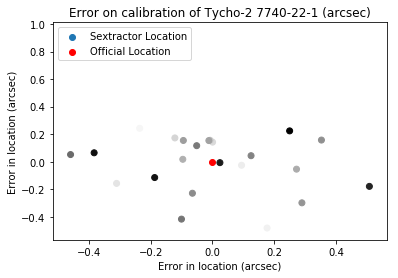 Error on calibration of Tycho-2 7740-22-1 (arcsec)
Sextractor Location
Official Location
Error in location (arcsec)
1.0
0.8
0.6
0.4
0.2
0.0
−0.2
−0.4
−0.4 −0.2 0.0 0.2 0.4
Error in location (arcsec)